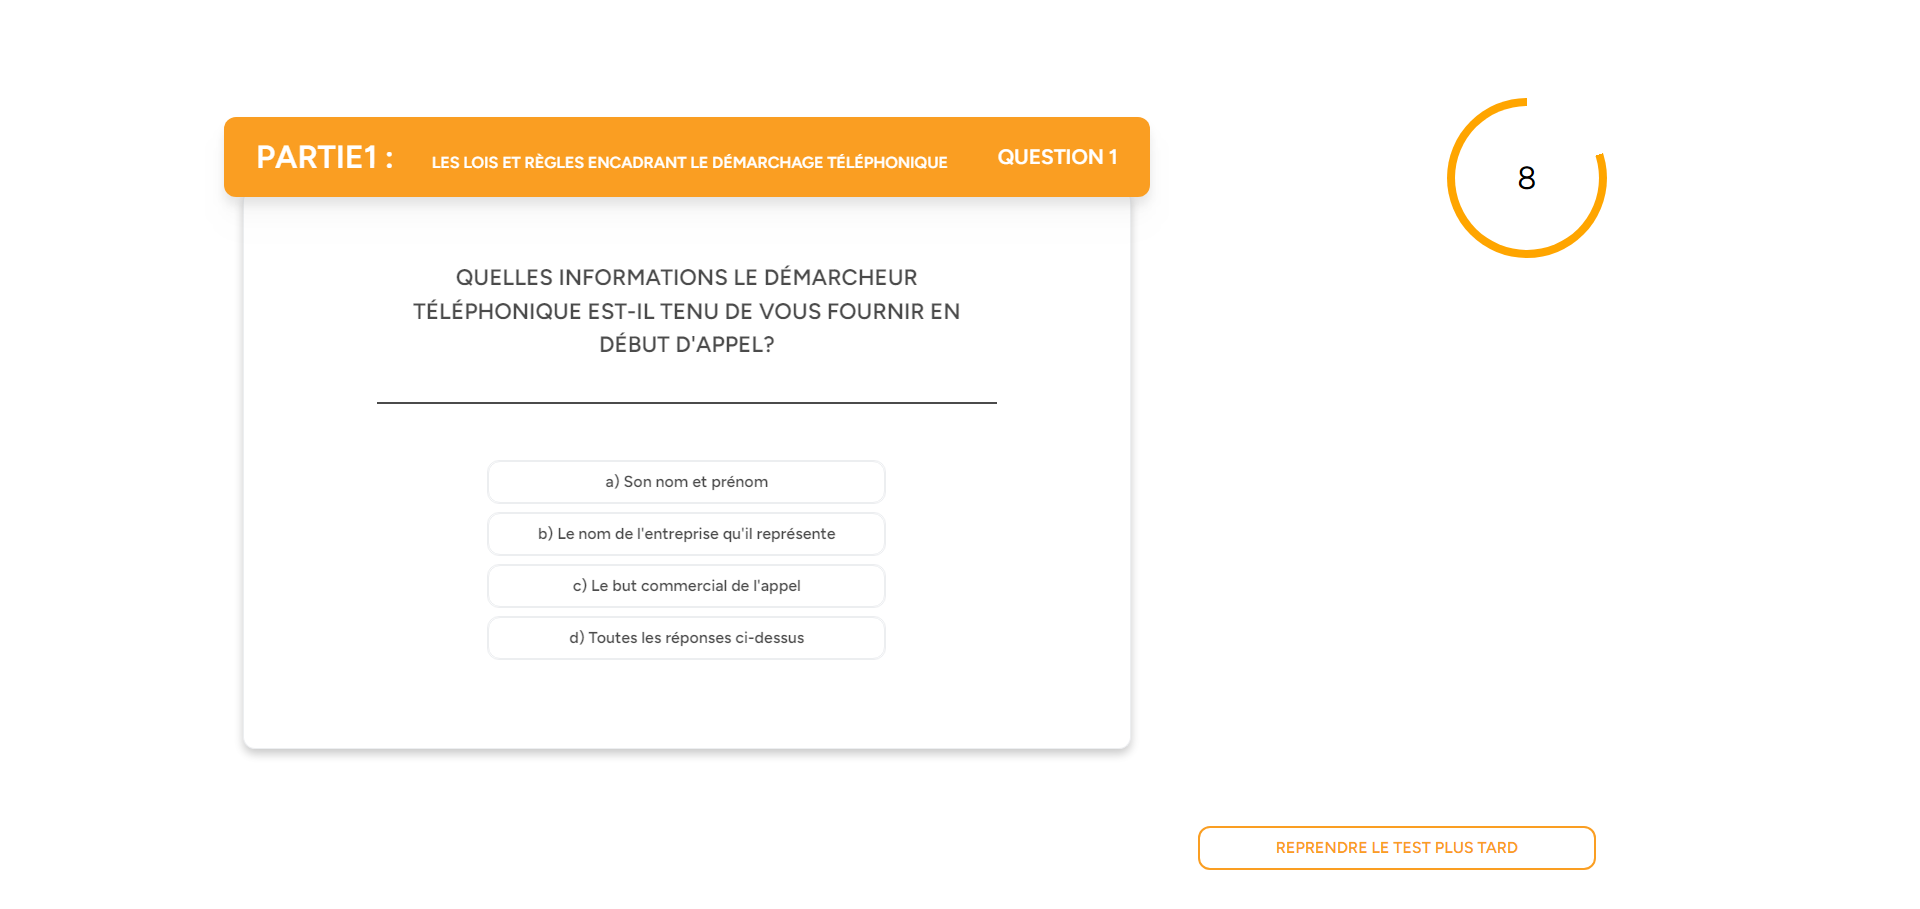 PARTIE1 :
LES LOIS ET RÈGLES ENCADRANT LE DÉMARCHAGE TÉLÉPHONIQUE
QUESTION 1
8
QUELLES INFORMATIONS LE DÉMARCHEUR
TÉLÉPHONIQUE EST-IL TENU DE VOUS FOURNIR EN
DÉBUT D'APPEL?
a) Son nom et prénom
b) Le nom de l'entreprise qu'il représente
c) Le but commercial de l'appel
d) Toutes les réponses ci-dessus
REPRENDRE LE TEST PLUS TARD